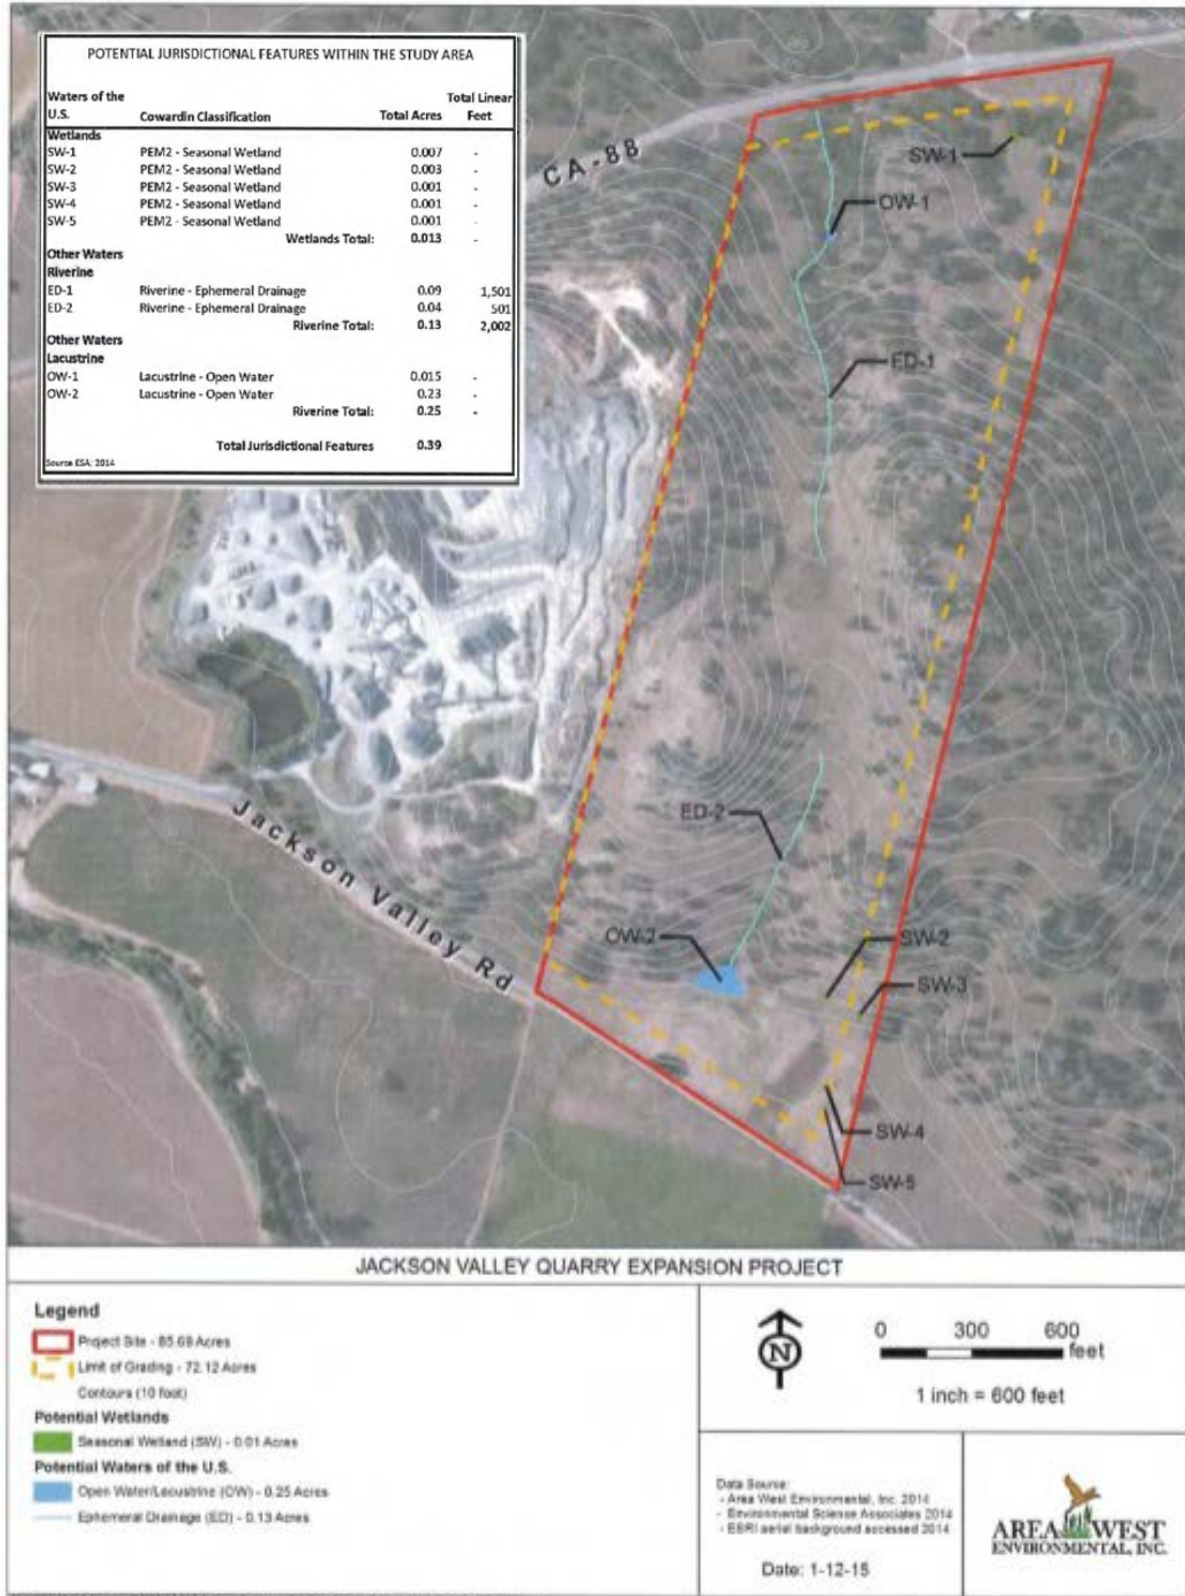 POTENTIAL JURISDICTIONAL FEATURES WITHIN THE STUDY AREA
Waters of the U.S. Cowardin Classification Total Acres Total Linear Feet
Wetlands
SW-1 PEM2 - Seasonal Wetland 0.007 -
SW-2 PEM2 - Seasonal Wetland 0.003 -
SW-3 PEM2 - Seasonal Wetland 0.001 -
SW-4 PEM2 - Seasonal Wetland 0.001 -
SW-5 PEM2 - Seasonal Wetland 0.001 -
Wetlands Total: 0.013 -
Other Waters
Riverine
ED-1 Riverine - Ephemeral Drainage 0.09 1,501
ED-2 Riverine - Ephemeral Drainage 0.04 501
Riverine Total: 0.13 2,002
Other Waters
Lacustrine
OW-1 Lacustrine - Open Water 0.015 -
OW-2 Lacustrine - Open Water 0.23 -
Riverine Total: 0.25 -
Total Jurisdictional Features 0.39
Source ESA: 2014
CA-88
SW-1
OW-1
ED-1
ED-2
Jackson Valley Rd
OW-2
SW-2
SW-3
SW-4
SW-5
JACKSON VALLEY QUARRY EXPANSION PROJECT
Legend
Project Site - 85.69 Acres
Limit of Grading - 72.12 Acres
Contours (10 foot)
Potential Wetlands
Seasonal Wetland (SW) - 0.01 Acres
Potential Waters of the U.S.
Open Water/Lacustrine (OW) - 0.25 Acres
Ephemeral Drainage (ED) - 0.13 Acres
N
0 300 600
feet
1 inch = 600 feet
Data Source:
- Area West Environmental, Inc. 2014
- Environmental Science Associates 2014
- ESRI aerial background accessed 2014
Date: 1-12-15
AREA WEST
ENVIRONMENTAL, INC.